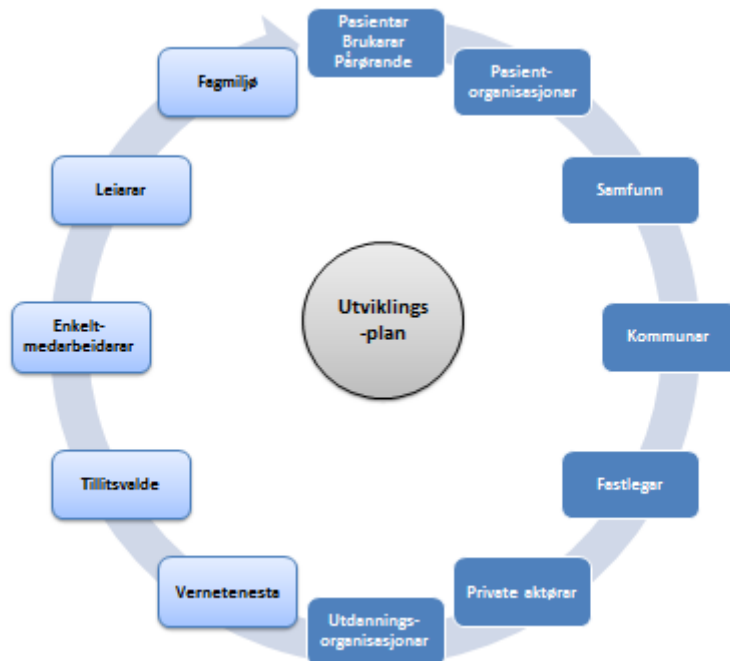 Pasientar
Brukarar
Pårørande
Pasient-
organisasjonar
Samfunn
Kommunar
Fastlegar
Private aktørar
Utdannings-
organisasjonar
Vernetenesta
Tillitsvalde
Enkelt-
medarbeidarar
Leiarar
Fagmiljø
Utviklings
-plan